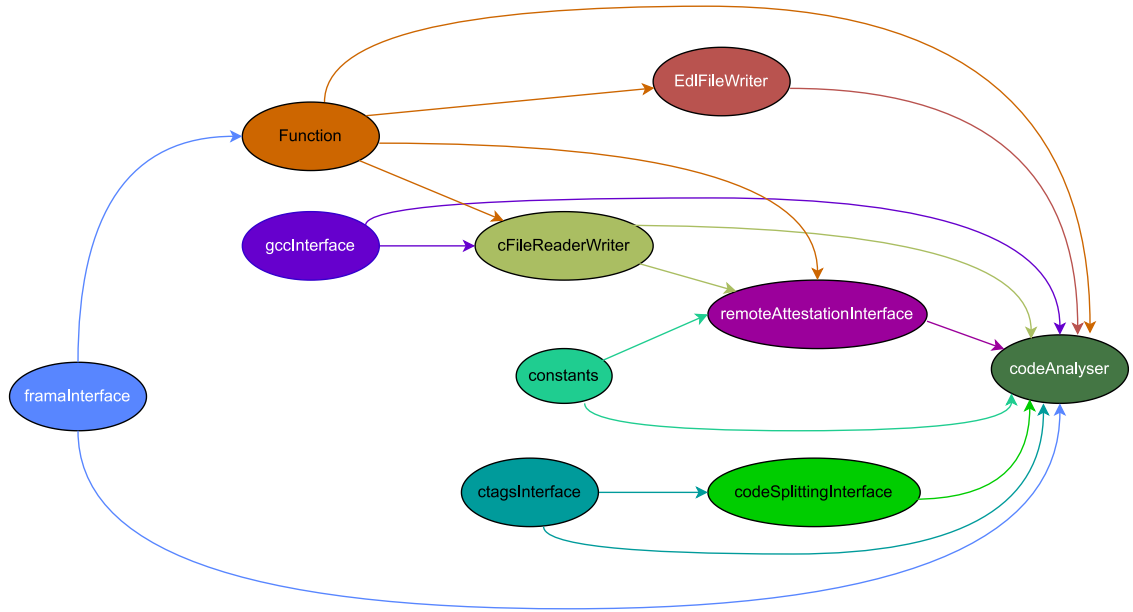 EdlFileWriter
Function
gccInterface
cFileReaderWriter
remoteAttestationInterface
codeAnalyser
constants
framaInterface
ctagsInterface
codeSplittingInterface